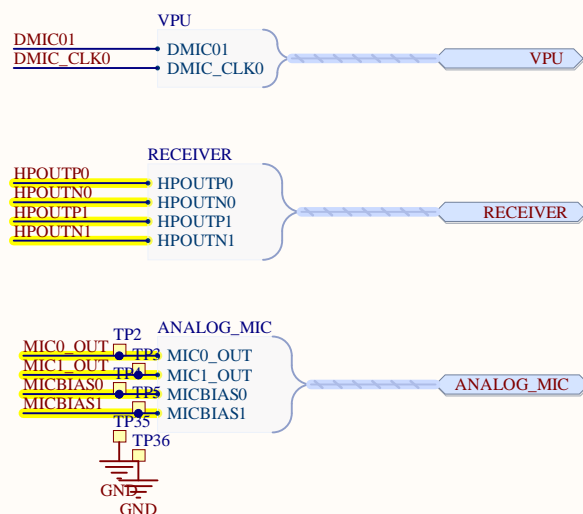 VPU
DMIC01 DMIC01
DMIC_CLK0 DMIC_CLK0
VPU
RECEIVER
HPOUTP0 HPOUTP0
HPOUTN0 HPOUTN0
HPOUTP1 HPOUTP1
HPOUTN1 HPOUTN1
RECEIVER
TP2 ANALOG_MIC
MIC0_OUT TP3 MIC0_OUT
MIC1_OUT TP4 MIC1_OUT
MICBIAS0 TP5 MICBIAS0
MICBIAS1 MICBIAS1
ANALOG_MIC
TP35
TP36
GND
GND